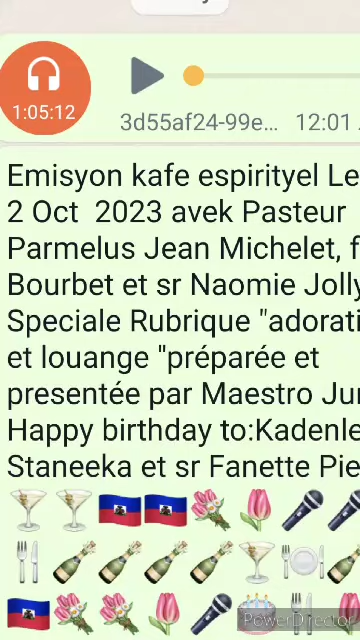 1:05:12
3d55af24-99e... 12:01
Emisyon kafe espirityel Le
2 Oct 2023 avek Pasteur
Parmelus Jean Michelet, f
Bourbet et sr Naomie Jolly
Speciale Rubrique "adorati
et louange "préparée et
presentée par Maestro Ju
Happy birthday to:Kadenle
Staneeka et sr Fanette Pie
PowerDirector